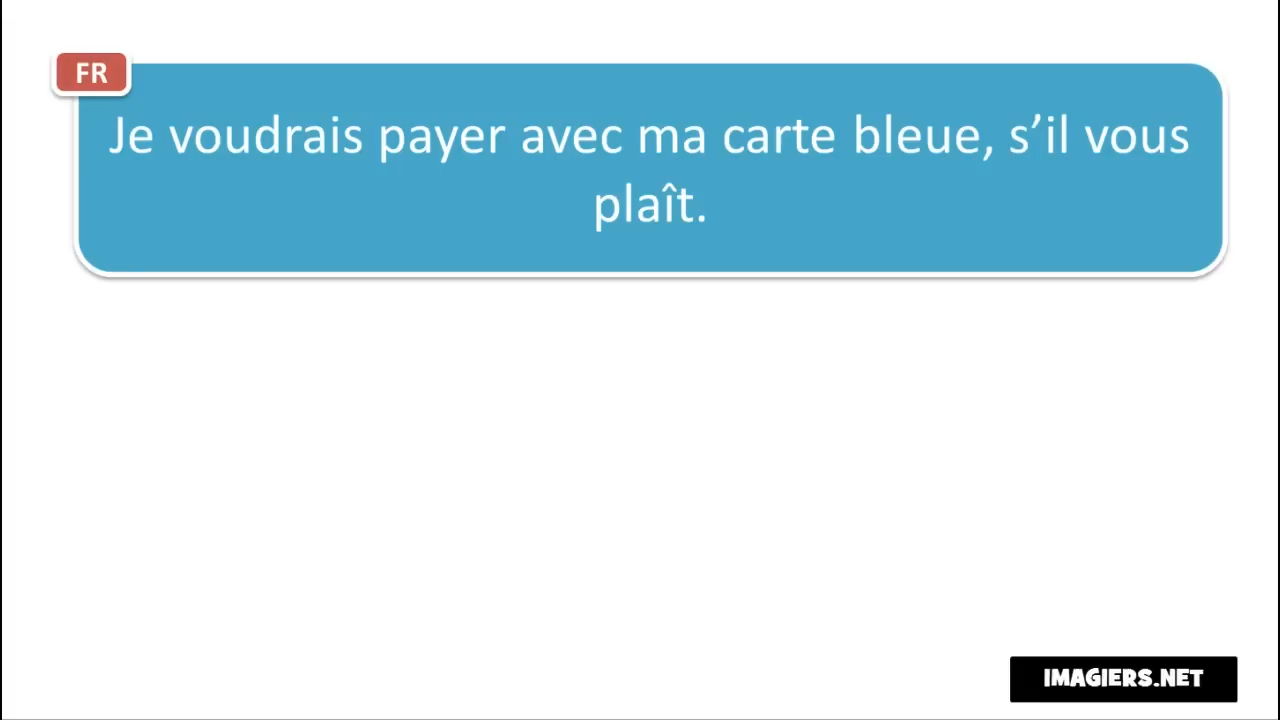 FR
Je voudrais payer avec ma carte bleue, s’il vous
plaît.
IMAGIERS.NET